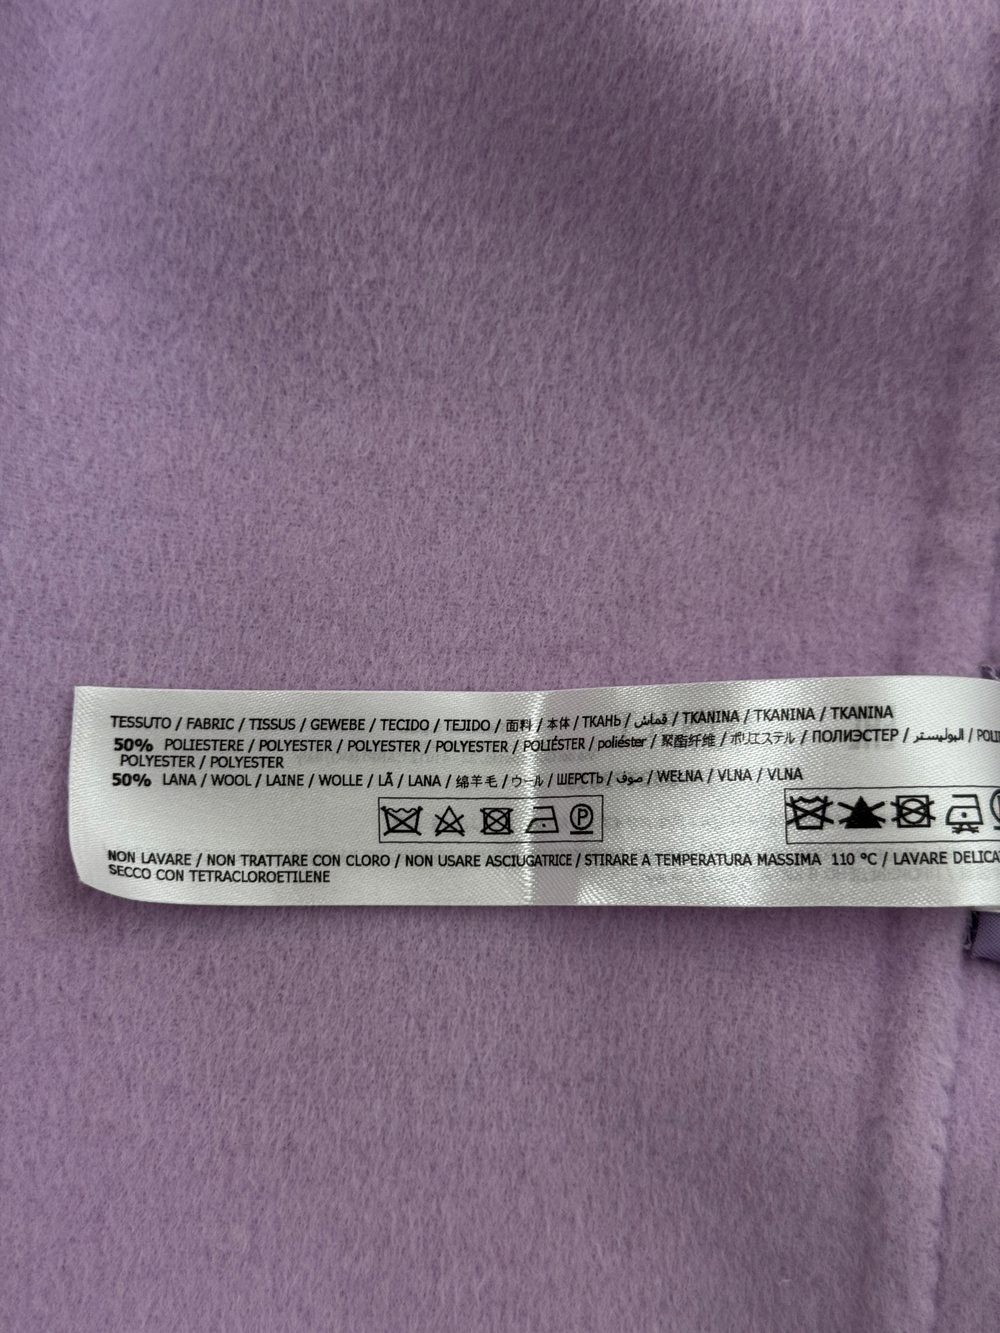 TESSUTO / FABRIC / TISSUS / GEWEBE / TECIDO / TEJIDO / 面料 / 本体 / ТКАНЬ / قماش / TKANINA / TKANINA / TKANINA
50% POLIESTERE / POLYESTER / POLYESTER / POLYESTER / POLIÉSTER / poliéster / 聚酯纤维 / ポリエステル / ПОЛИЭСТЕР / البوليستر /
POLYESTER / POLYESTER
50% LANA / WOOL / LAINE / WOLLE / LÃ / LANA / 绵羊毛 / ウール / ШЕРСТЬ / صوف / WEŁNA / VLNA / VLNA
P
NON LAVARE / NON TRATTARE CON CLORO / NON USARE ASCIUGATRICE / STIRARE A TEMPERATURA MASSIMA 110 °C / LAVARE
SECCO CON TETRACLOROETILENE